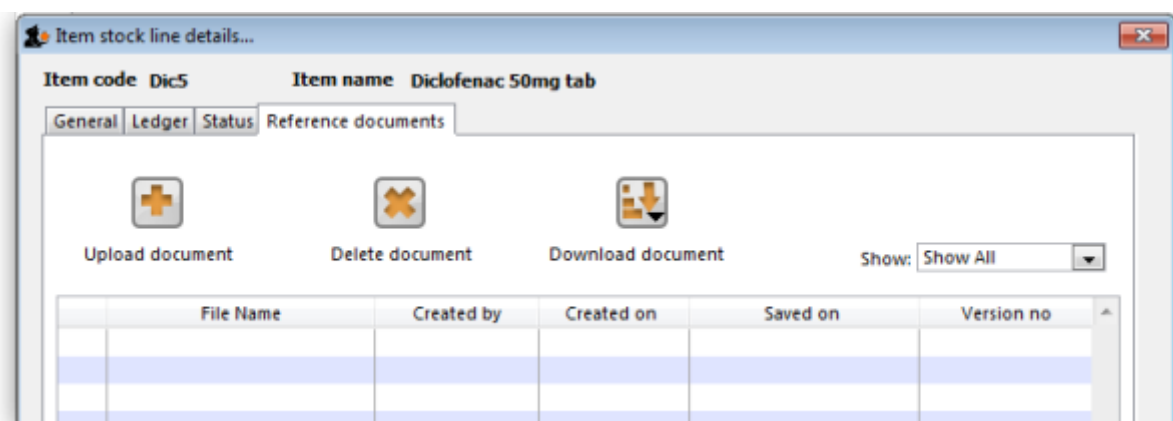 Item stock line details...
Item code Dic5 Item name Diclofenac 50mg tab
General Ledger Status Reference documents
Upload document Delete document Download document
Show: Show All
File Name Created by Created on Saved on Version no